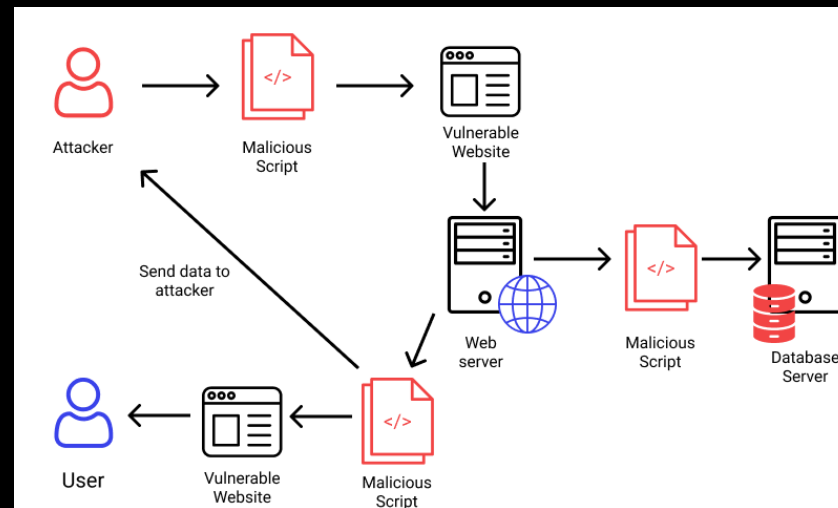 Attacker
Malicious
Script
Vulnerable
Website
</>
</>
Send data to
attacker
Web
server
Malicious
Script
Database
Server
</>
User
Vulnerable
Website
Malicious
Script